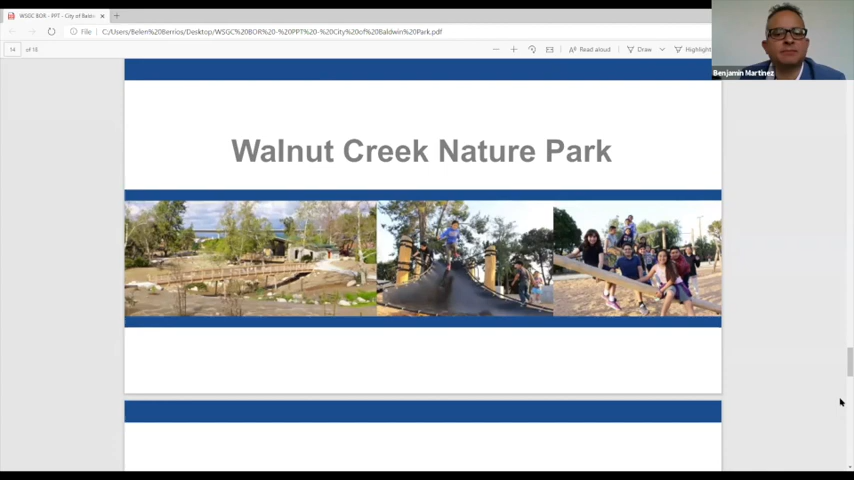 WSGC BOR - PPT - City of Baldw
File
C:/Users/Belen%20Berrios/Desktop/WSGC%20BOR%20-%20PPT%20-%20City%20of%20Baldwin%20Park.pdf
14 of 18
Read aloud
Draw
Highlight
Benjamin Martinez
Walnut Creek Nature Park